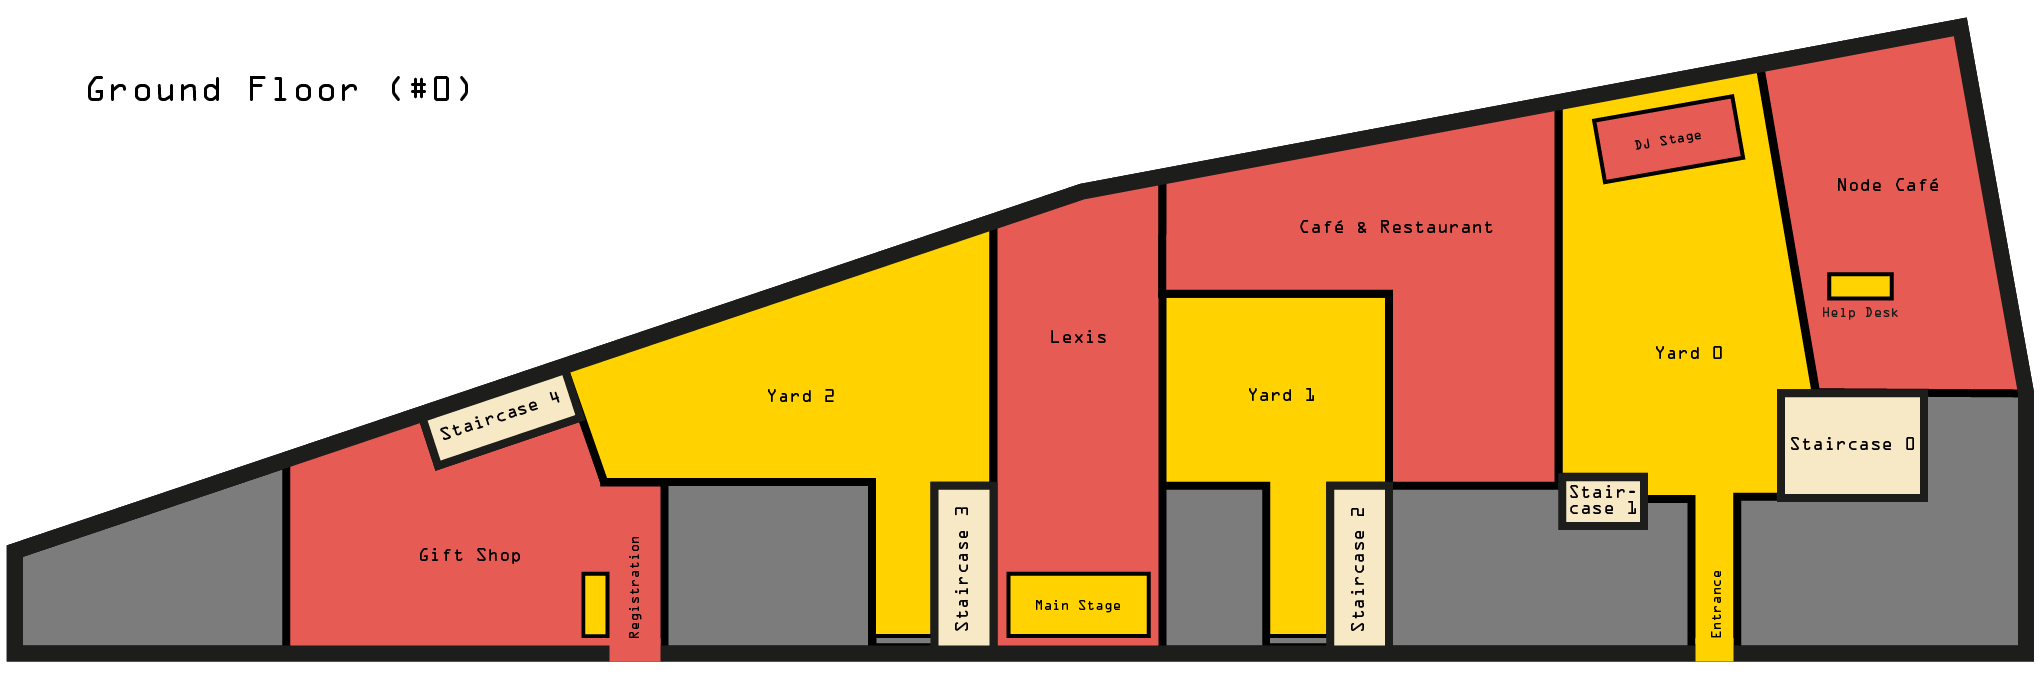 Ground Floor (#0)
DJ Stage
Node Café
Café & Restaurant
Help Desk
Lexis
Yard 0
Yard 2
Yard 1
Staircase 4
Staircase 0
Stair-
case 1
Gift Shop
Registration
Staircase 3
Main Stage
Staircase 2
Entrance